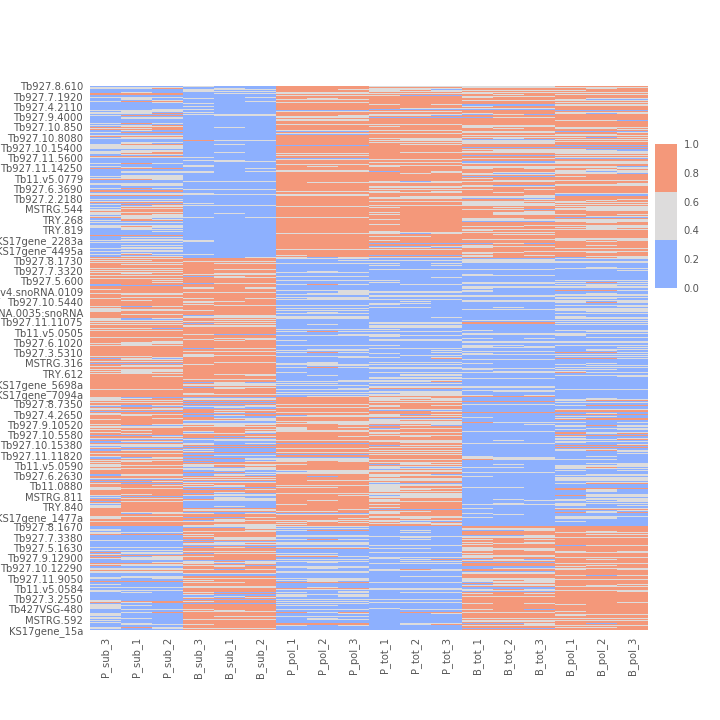 Tb927.8.610
Tb927.7.1920
Tb927.4.2110
Tb927.9.4000
Tb927.10.850
Tb927.10.8080
Tb927.10.15400
Tb927.11.5600
Tb927.11.14250
Tb11.v5.0779
Tb927.6.3690
Tb927.2.2180
MSTRG.544
TRY.268
TRY.819
KS17gene_2283a
KS17gene_4495a
Tb927.8.1730
Tb927.7.3320
Tb927.5.600
v4.snoRNA.0109
Tb927.10.5440
NA.0035:snoRNA
Tb927.11.11075
Tb11.v5.0505
Tb927.6.1020
Tb927.3.5310
MSTRG.316
TRY.612
KS17gene_5698a
KS17gene_7094a
Tb927.8.7350
Tb927.4.2650
Tb927.9.10520
Tb927.10.5580
Tb927.10.15380
Tb927.11.11820
Tb11.v5.0590
Tb927.6.2630
Tb11.0880
MSTRG.811
TRY.840
KS17gene_1477a
Tb927.8.1670
Tb927.7.3380
Tb927.5.1630
Tb927.9.12900
Tb927.10.12290
Tb927.11.9050
Tb11.v5.0584
Tb927.3.2550
Tb427VSG-480
MSTRG.592
KS17gene_15a
P_sub_3
P_sub_1
P_sub_2
B_sub_3
B_sub_1
B_sub_2
P_pol_1
P_pol_2
P_pol_3
P_tot_1
P_tot_2
P_tot_3
B_tot_1
B_tot_2
B_tot_3
B_pol_1
B_pol_2
B_pol_3
1.0
0.8
0.6
0.4
0.2
0.0